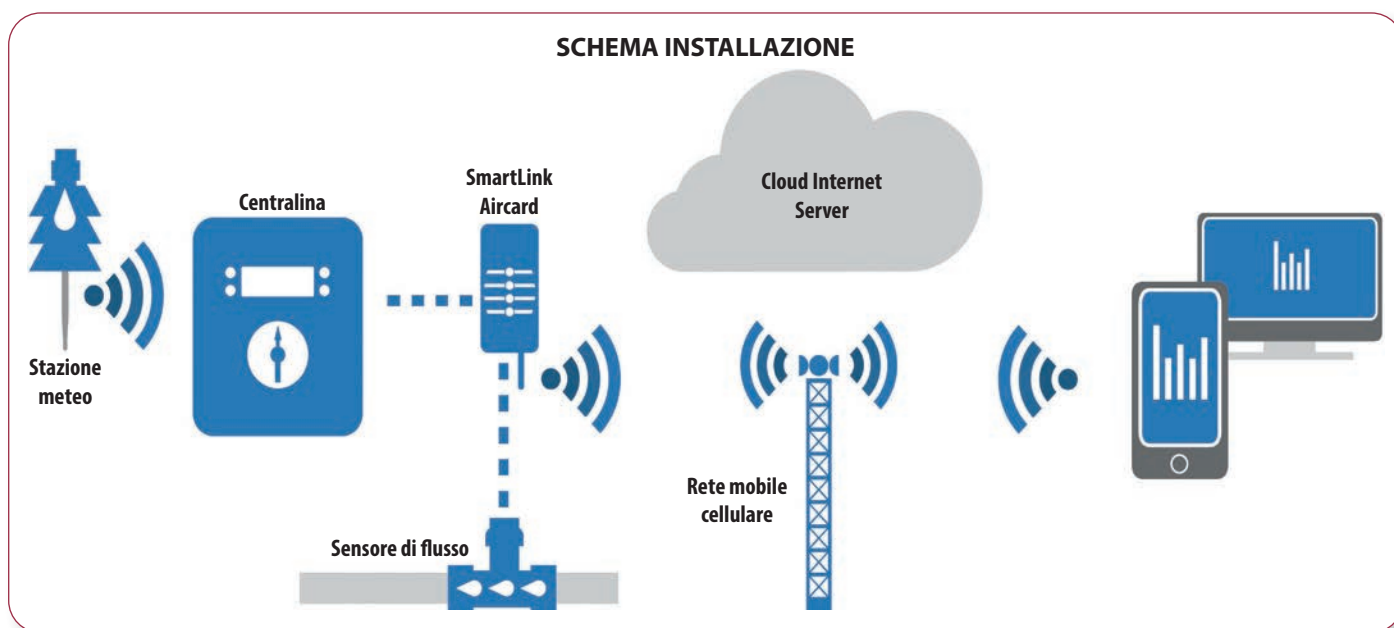 SCHEMA INSTALLAZIONE
Stazione
meteo
Centralina
SmartLink
Aircard
Sensore di flusso
Cloud Internet
Server
Rete mobile
cellulare